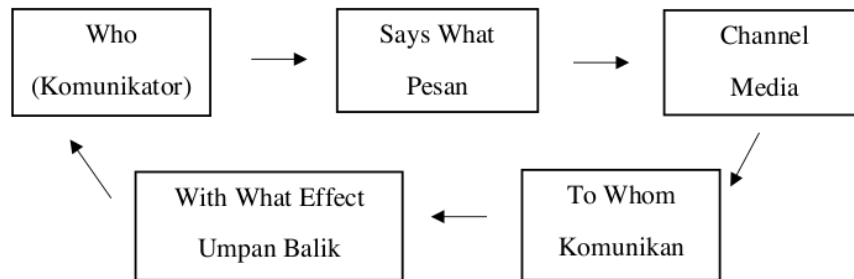 Who
(Komunikator)
Says What
Pesan
Channel
Media
To Whom
Komunikan
With What Effect
Umpan Balik